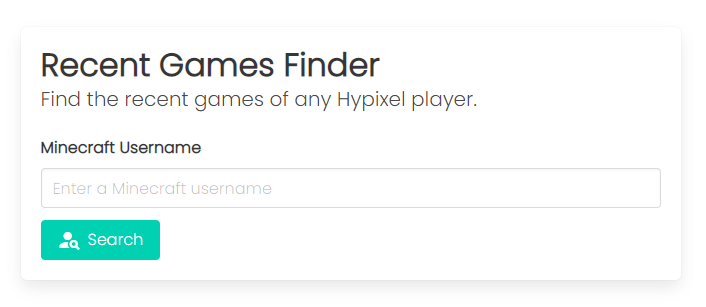 Recent Games Finder
Find the recent games of any Hypixel player.
Minecraft Username
Enter a Minecraft username
Search